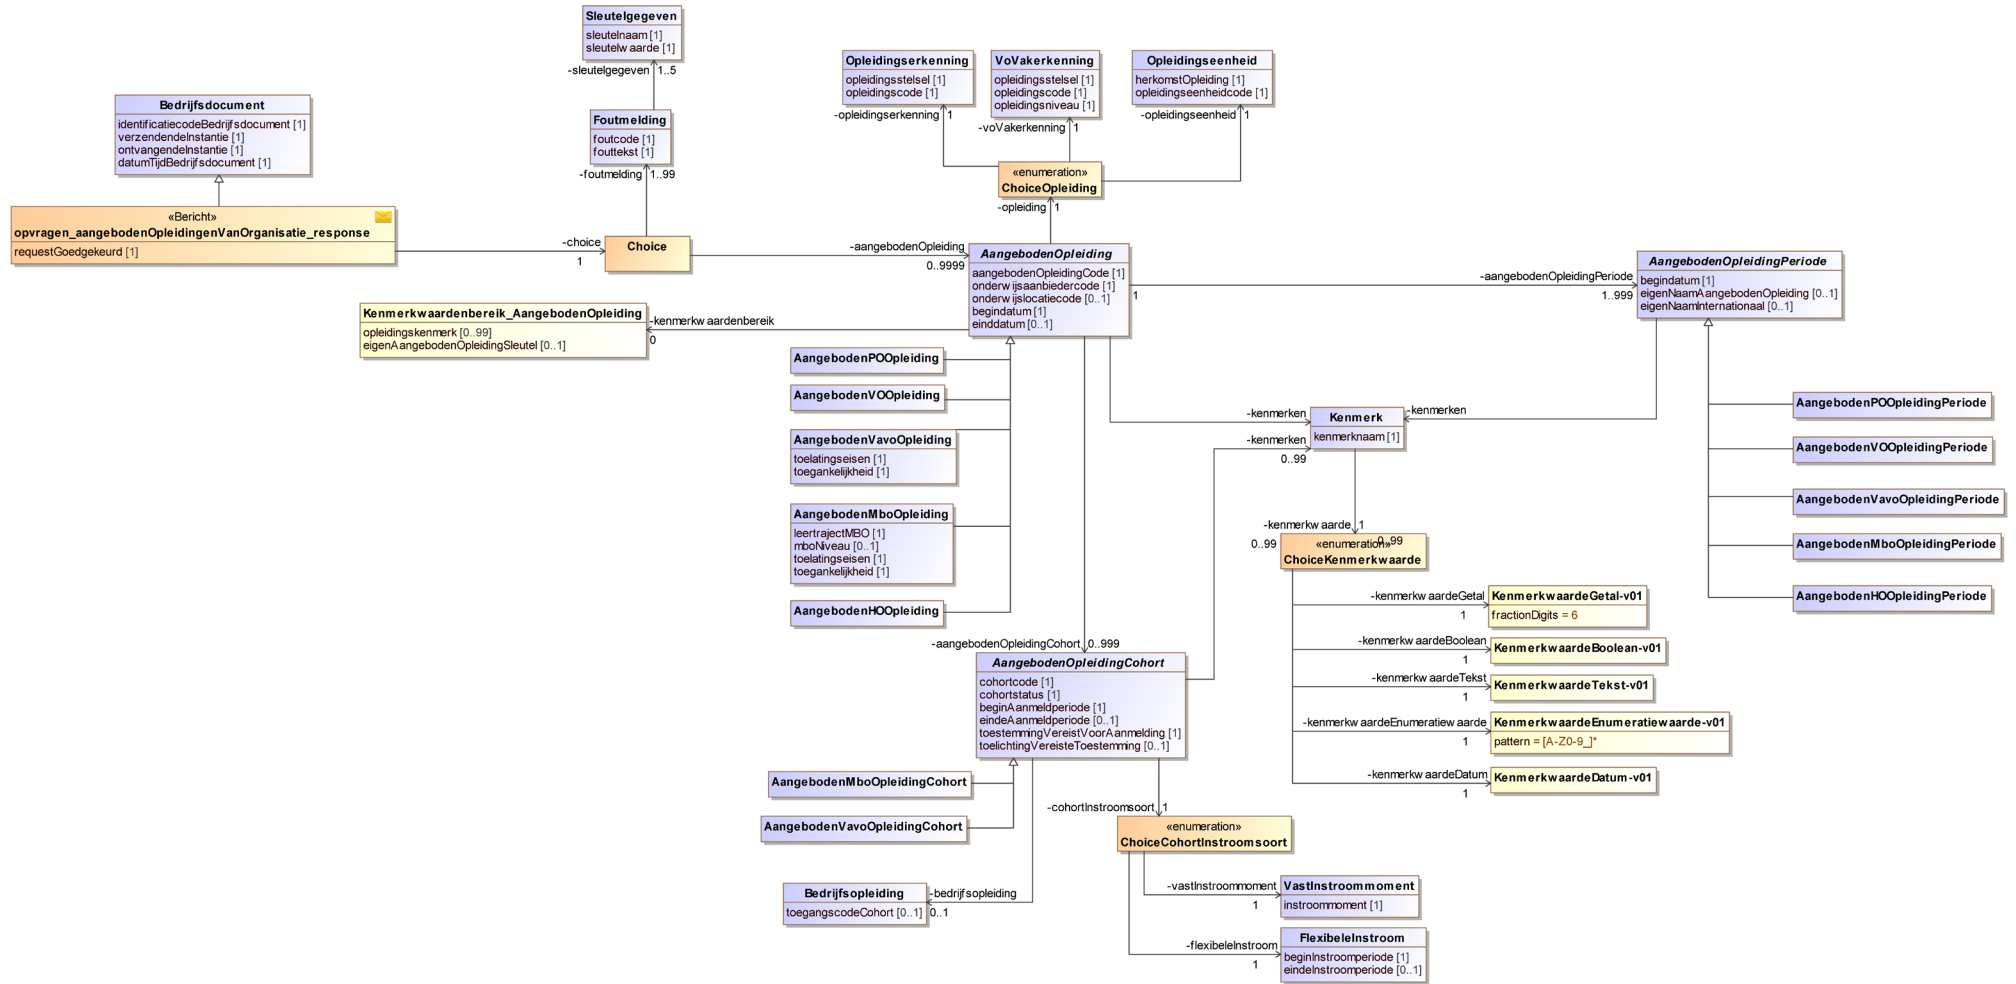 Sleutelgegeven
sleutelnaam [1]
sleutelwaarde [1]
-sleutelgegeven 1..5
Foutmelding
foutcode [1]
fouttekst [1]
-foutmelding 1..99
Bedrijfsdocument
identificatiecodeBedrijfsdocument [1]
verzendendeInstantie [1]
ontvangendeInstantie [1]
datumTijdBedrijfsdocument [1]
«Bericht»
opvragen_aangebodenOpleidingenVanOrganisatie_response
requestGoedgekeurd [1]
-choice
1
Choice
-aangebodenOpleiding
0..9999
Opleidingserkenning
opleidingsstelsel [1]
opleidingscode [1]
-opleidingserkenning 1
VoVakerkenning
opleidingsstelsel [1]
opleidingscode [1]
opleidingsniveau [1]
-voVakerkenning 1
Opleidingseenheid
herkomstOpleiding [1]
opleidingseenheidcode [1]
-opleidingseenheid 1
«enumeration»
ChoiceOpleiding
-opleiding 1
AangebodenOpleiding
aangebodenOpleidingCode [1]
onderwijsaanbiedercode [1]
onderwijslocatiecode [0..1]
begindatum [1]
einddatum [0..1]
1
-aangebodenOpleidingPeriode
1..999
AangebodenOpleidingPeriode
begindatum [1]
eigenNaamAangebodenOpleiding [0..1]
eigenNaamInternationaal [0..1]
Kenmerkwaardenbereik_AangebodenOpleiding
opleidingskenmerk [0..99]
eigenAangebodenOpleidingSleutel [0..1]
-kenmerkwaardenbereik
0
AangebodenPOOpleiding
AangebodenVOOpleiding
AangebodenVavoOpleiding
toelatingseisen [1]
toegankelijkheid [1]
AangebodenMboOpleiding
leertrajectMBO [1]
mboNiveau [0..1]
toelatingseisen [1]
toegankelijkheid [1]
AangebodenHOOpleiding
-kenmerken
-kenmerken
0..99
Kenmerk
kenmerknaam [1]
-kenmerken
AangebodenPOOpleidingPeriode
AangebodenVOOpleidingPeriode
AangebodenVavoOpleidingPeriode
AangebodenMboOpleidingPeriode
AangebodenHOOpleidingPeriode
-kenmerkwaarde 1
0..99
0..99
«enumeration»
ChoiceKenmerkwaarde
-kenmerkwaardeGetal
1
KenmerkwaardeGetal-v01
fractionDigits = 6
-kenmerkwaardeBoolean
1
KenmerkwaardeBoolean-v01
-kenmerkwaardeTekst
1
KenmerkwaardeTekst-v01
-kenmerkwaardeEnumeratiewaarde
1
KenmerkwaardeEnumeratiewaarde-v01
pattern = [A-Z0-9_]*
-kenmerkwaardeDatum
1
KenmerkwaardeDatum-v01
-aangebodenOpleidingCohort 0..999
AangebodenOpleidingCohort
cohortcode [1]
cohortstatus [1]
beginAanmeldperiode [1]
eindeAanmeldperiode [0..1]
toestemmingVereistVoorAanmelding [1]
toelichtingVereisteToestemming [0..1]
AangebodenMboOpleidingCohort
AangebodenVavoOpleidingCohort
-cohortInstroomsoort 1
«enumeration»
ChoiceCohortInstroomsoort
Bedrijfsopleiding
toegangscodeCohort [0..1]
-bedrijfsopleiding
0..1
-vastInstroommoment
1
VastInstroommoment
instroommoment [1]
-flexibeleInstroom
1
FlexibeleInstroom
beginInstroomperiode [1]
eindeInstroomperiode [0..1]